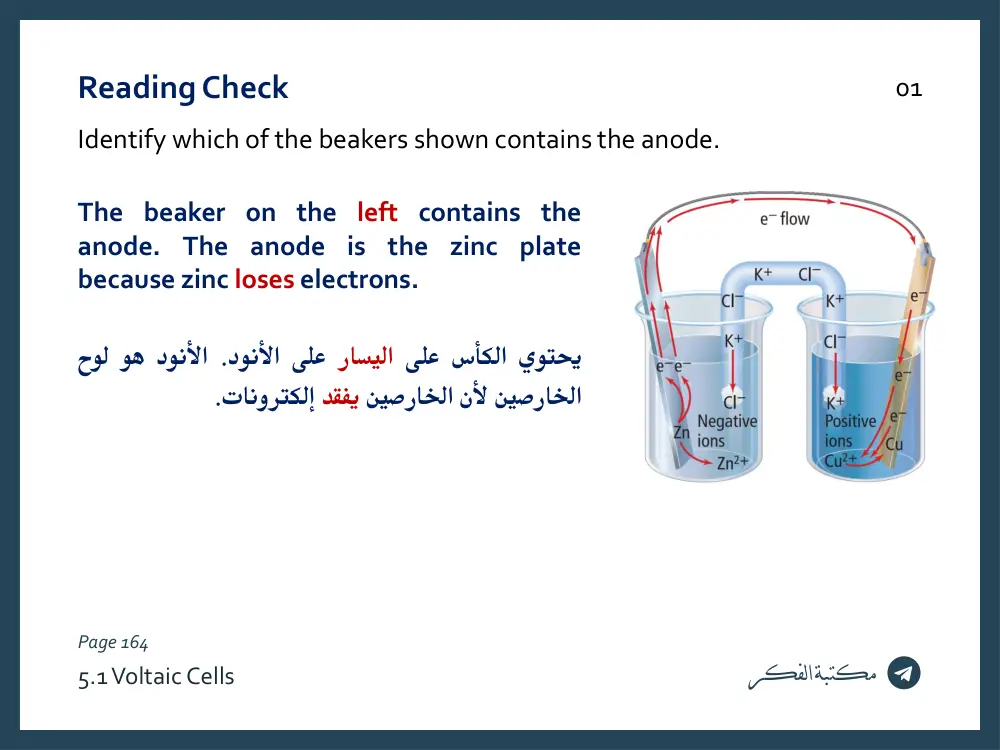 Reading Check
01
Identify which of the beakers shown contains the anode.
The beaker on the left contains the
anode. The anode is the zinc plate
because zinc loses electrons.
يحتوي الكأس على اليسار على الأنود. الأنود هو لوح
الخارصين لأن الخارصين يفقد إلكترونات.
e⁻ flow
K⁺ Cl⁻
Cl⁻ K⁺
e⁻
K⁺ Cl⁻
e⁻ e⁻
e⁻
Cl⁻ K⁺
e⁻
Negative
ions
Positive
ions
Zn
Cu
Zn²⁺
Cu²⁺
Page 164
5.1 Voltaic Cells
مكتبة الفكر